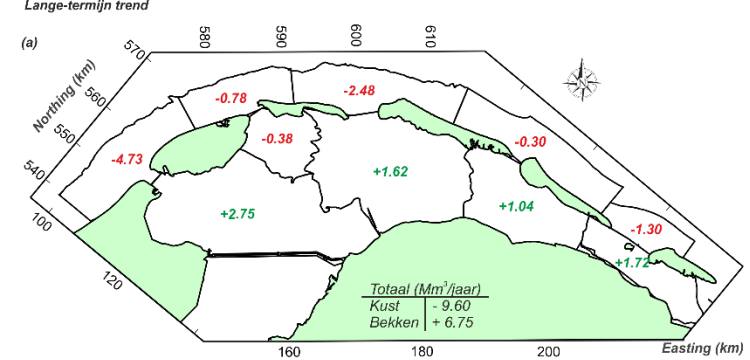 Lange-termijn trend
(a)
570
580
590
600
610
Northing (km)
560
550
540
-0.78
-2.48
-0.30
-4.73
-0.38
+1.62
+2.75
+1.04
-1.30
+1.72
N
100
120
Totaal (Mm³/jaar)
Kust - 9.60
Bekken + 6.75
160
180
200
Easting (km)